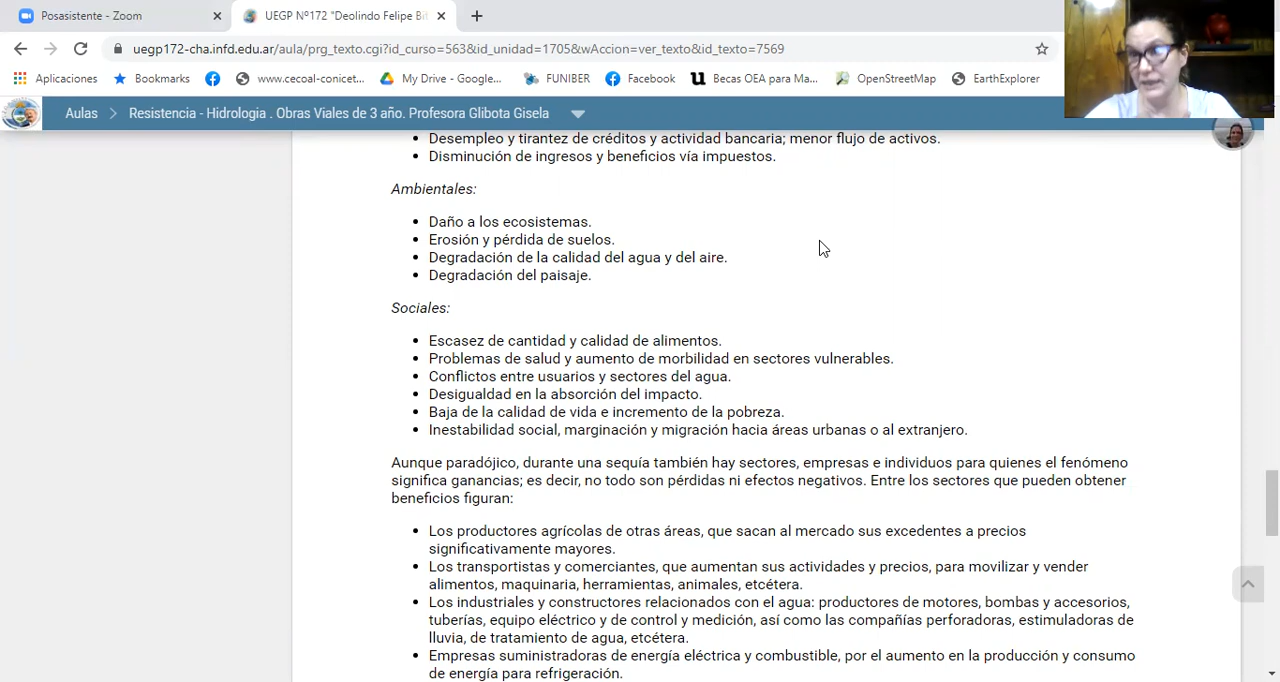 Posasistente - Zoom
UEGP Nº172 "Deolindo Felipe Bi
uegp172-cha.infd.edu.ar/aula/prg_texto.cgi?id_curso=563&id_unidad=1705&wAccion=ver_texto&id_texto=7569
Aplicaciones Bookmarks www.cecoal-conicet... My Drive - Google... FUNIBER Facebook Becas OEA para Ma... OpenStreetMap EarthExplorer
Aulas Resistencia - Hidrologia . Obras Viales de 3 año. Profesora Glibota Gisela
• Desempleo y tirantez de créditos y actividad bancaria; menor flujo de activos.
• Disminución de ingresos y beneficios vía impuestos.
Ambientales:
• Daño a los ecosistemas.
• Erosión y pérdida de suelos.
• Degradación de la calidad del agua y del aire.
• Degradación del paisaje.
Sociales:
• Escasez de cantidad y calidad de alimentos.
• Problemas de salud y aumento de morbilidad en sectores vulnerables.
• Conflictos entre usuarios y sectores del agua.
• Desigualdad en la absorción del impacto.
• Baja de la calidad de vida e incremento de la pobreza.
• Inestabilidad social, marginación y migración hacia áreas urbanas o al extranjero.
Aunque paradójico, durante una sequía también hay sectores, empresas e individuos para quienes el fenómeno
significa ganancias; es decir, no todo son pérdidas ni efectos negativos. Entre los sectores que pueden obtener
beneficios figuran:
• Los productores agrícolas de otras áreas, que sacan al mercado sus excedentes a precios
significativamente mayores.
• Los transportistas y comerciantes, que aumentan sus actividades y precios, para movilizar y vender
alimentos, maquinaria, herramientas, animales, etcétera.
• Los industriales y constructores relacionados con el agua: productores de motores, bombas y accesorios,
tuberías, equipo eléctrico y de control y medición, así como las compañías perforadoras, estimuladoras de
lluvia, de tratamiento de agua, etcétera.
• Empresas suministradoras de energía eléctrica y combustible, por el aumento en la producción y consumo
de energía para refrigeración.